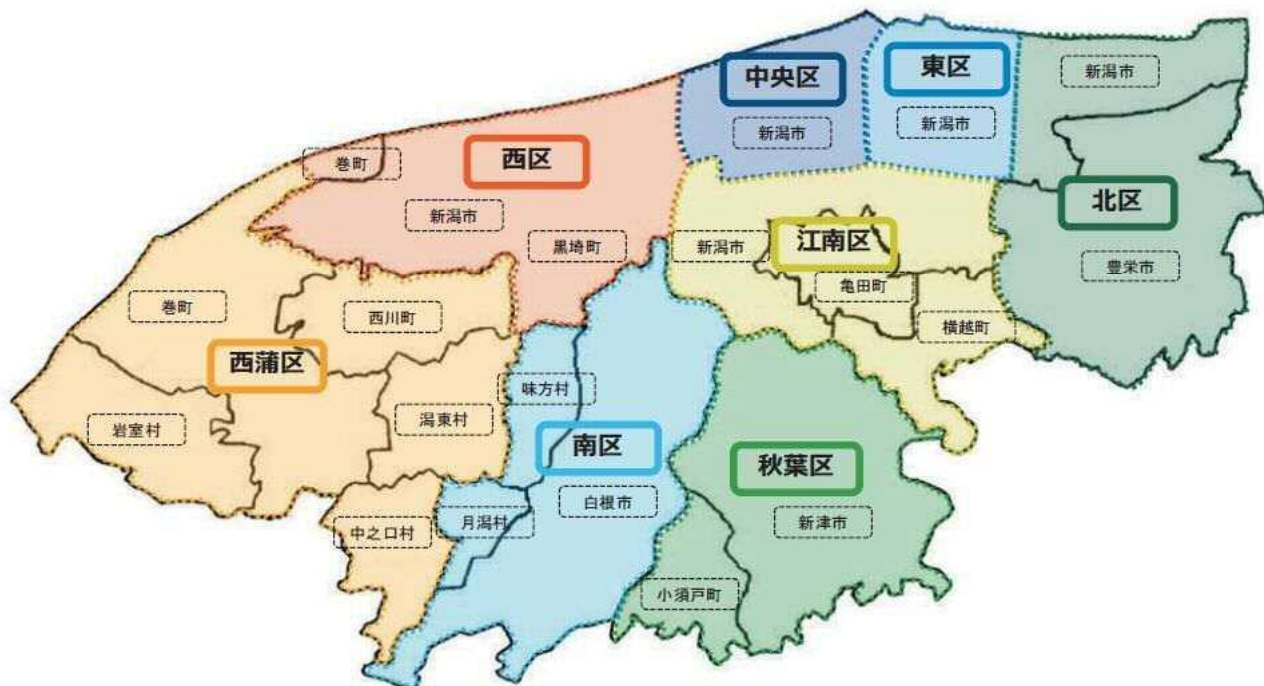 中央区
東区
新潟市
新潟市
新潟市
巻町
西区
北区
新潟市
黒埼町
新潟市
江南区
豊栄市
亀田町
巻町
西川町
横越町
西蒲区
味方村
岩室村
潟東村
南区
秋葉区
白根市
月潟村
新津市
中之口村
小須戸町